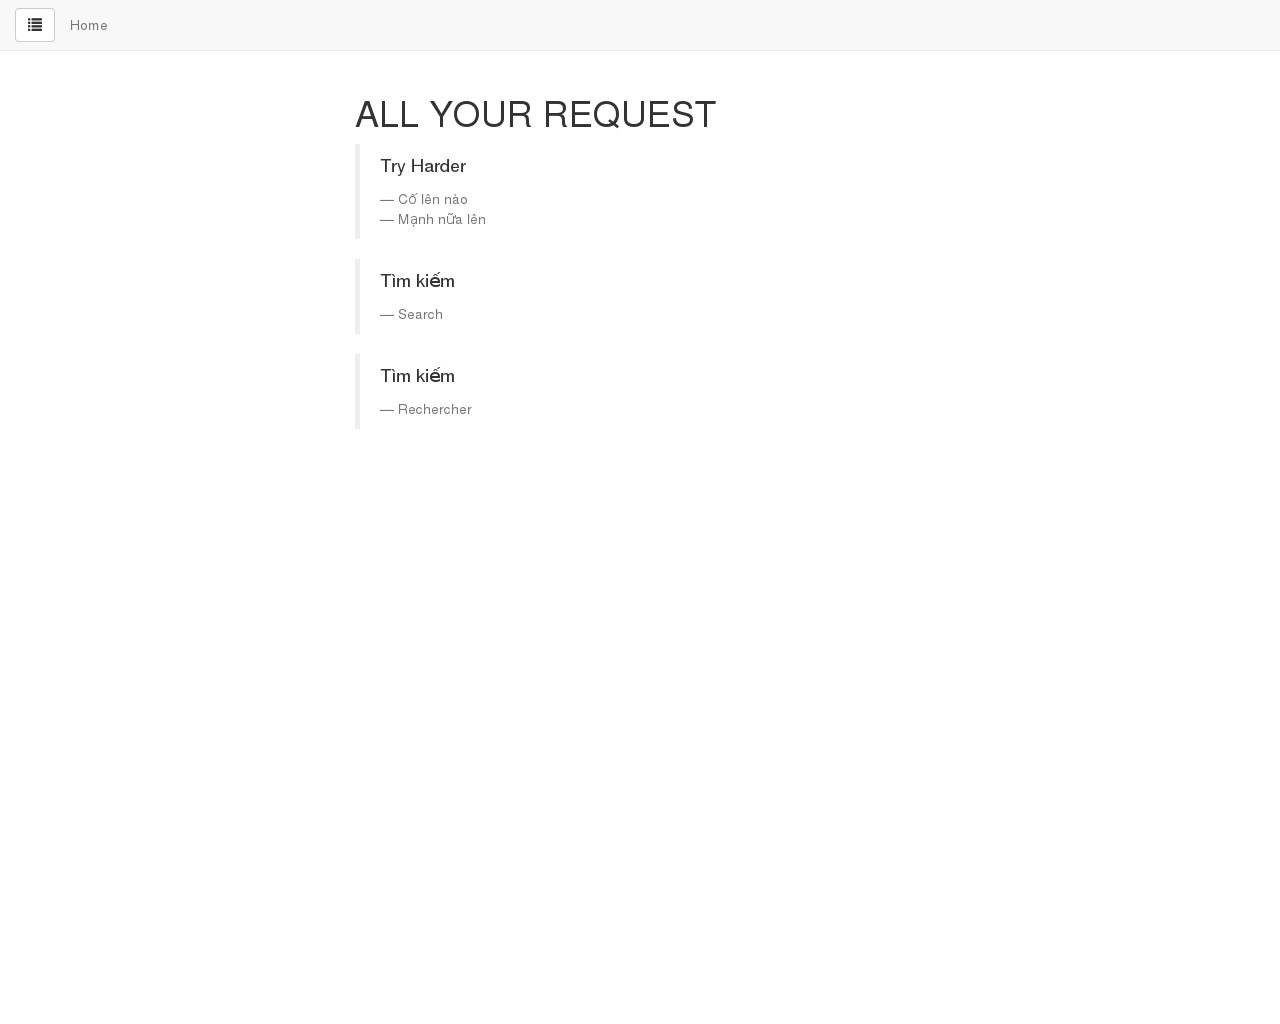 Home
ALL YOUR REQUEST
Try Harder
— Cố lên nào
— Mạnh nữa lên
Tìm kiếm
— Search
Tìm kiếm
— Rechercher